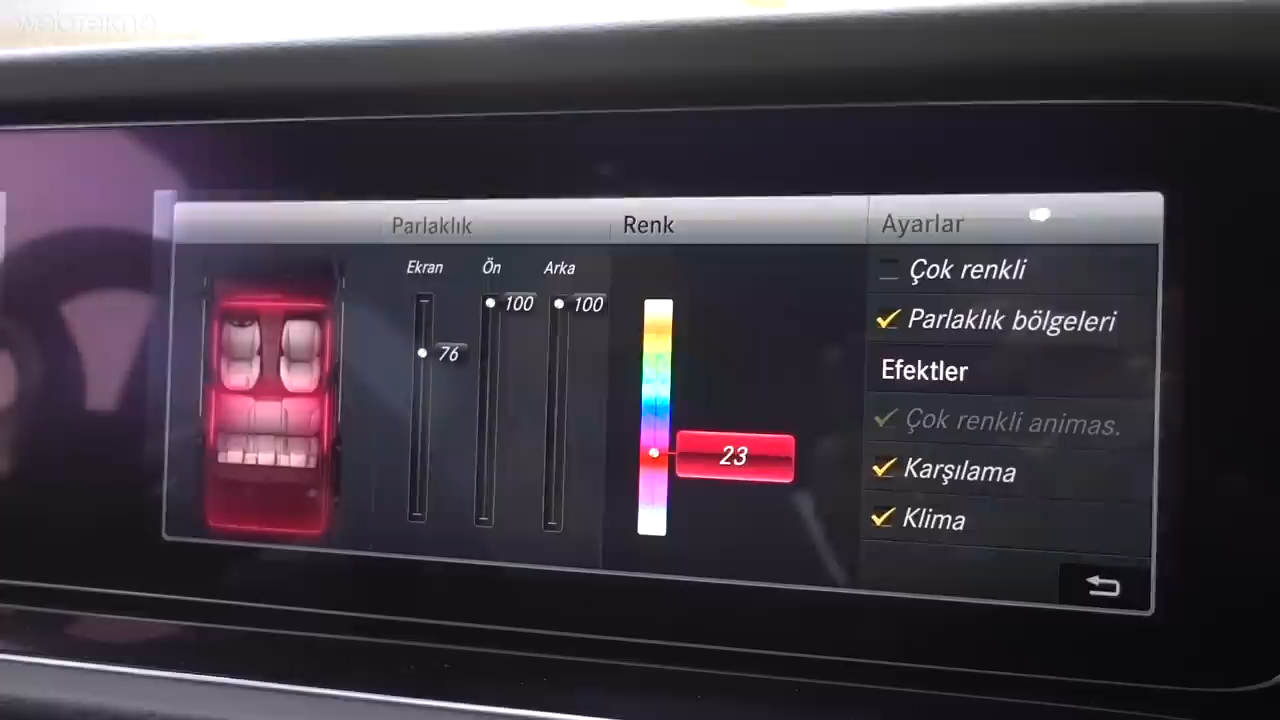 webtekno
Parlaklık
Renk
Ayarlar
Ekran
Ön
Arka
Çok renkli
100
100
Parlaklık bölgeleri
76
Efektler
Çok renkli animas.
23
Karşılama
Klima